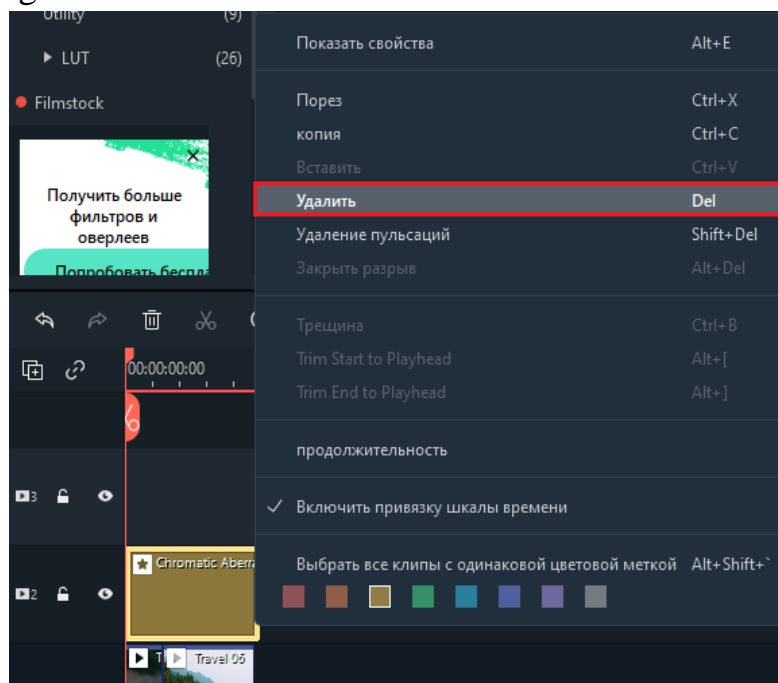 Utility (9)
LUT (26)
Filmstock
Получить больше
фильтров и
оверлеев
Попробовать беспла
00:00:00:00
3
2
Chromatic Aberra
Travel 06
Показать свойства Alt+E
Порез Ctrl+X
копия Ctrl+C
Вставить Ctrl+V
Удалить Del
Удаление пульсаций Shift+Del
Закрыть разрыв Alt+Del
Трещина Ctrl+B
Trim Start to Playhead Alt+[
Trim End to Playhead Alt+]
продолжительность
Включить привязку шкалы времени
Выбрать все клипы с одинаковой цветовой меткой Alt+Shift+`